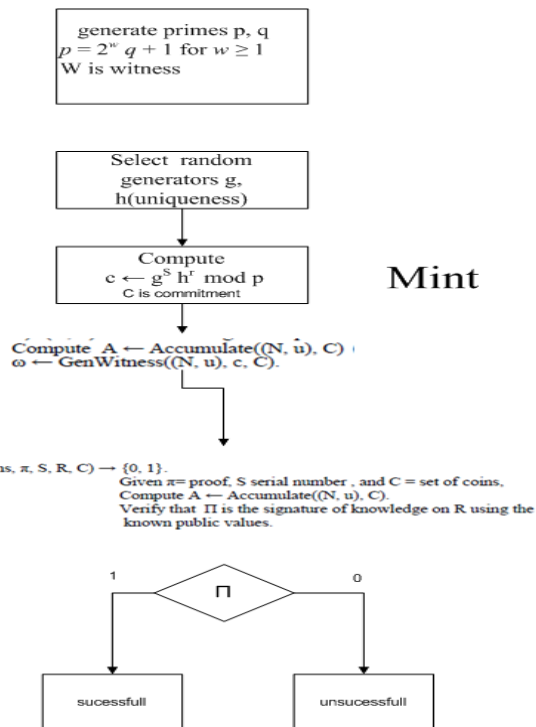 generate primes p, q
p = 2^w q + 1 for w ≥ 1
W is witness
Select random
generators g,
h(uniqueness)
Compute
c ← g^S h^r mod p
C is commitment
Mint
Compute A ← Accumulate((N, u), C)
ω ← GenWitness((N, u), c, C).
ns, π, S, R, C) → {0, 1}.
Given π= proof, S serial number , and C = set of coins,
Compute A ← Accumulate((N, u), C).
Verify that Π is the signature of knowledge on R using the
known public values.
1
Π
0
sucessfull
unsucessfull